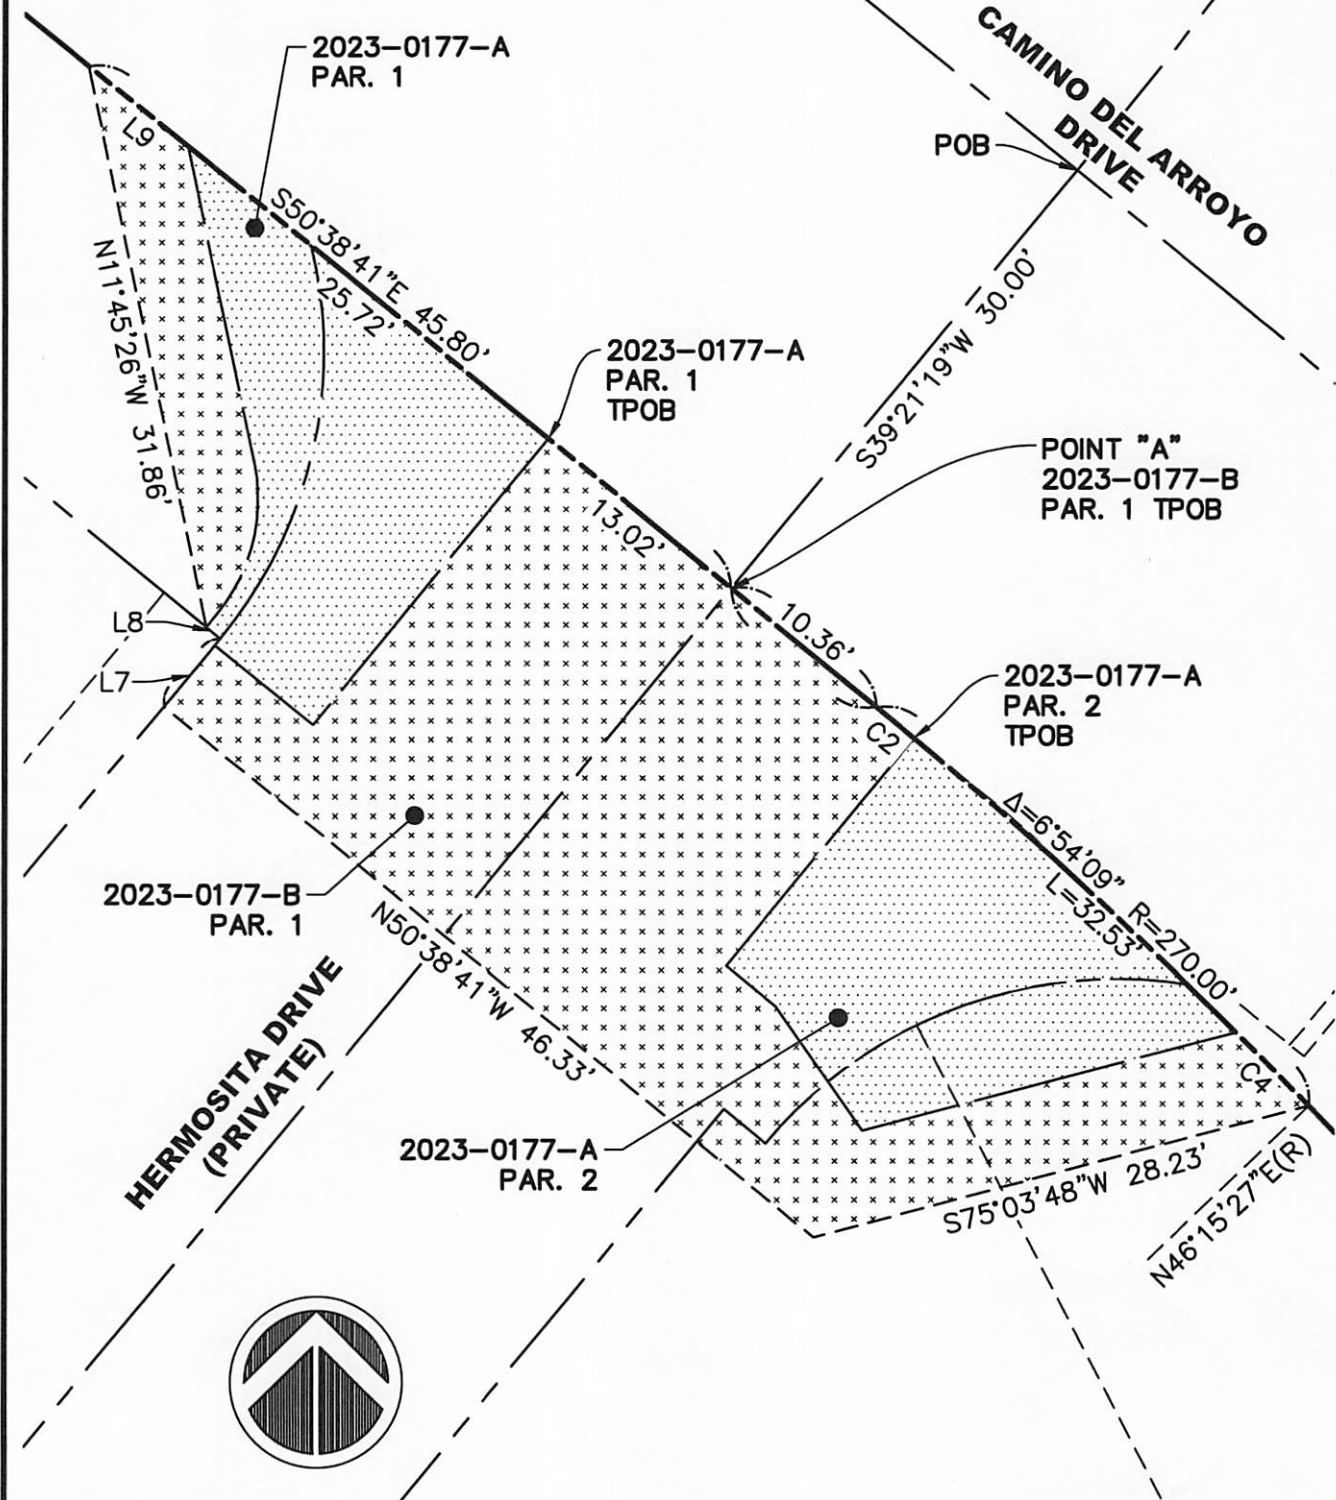 2023-0177-A
PAR. 1
CAMINO DEL ARROYO
DRIVE
POB
L9
S50°38'41"E 45.80'
25.72'
N11°45'26"W 31.86'
S39°21'19"W 30.00'
2023-0177-A
PAR. 1
TPOB
POINT "A"
2023-0177-B
PAR. 1 TPOB
13.02'
10.36'
L8
L7
2023-0177-A
PAR. 2
TPOB
C2
Δ=6°54'09" R=270.00'
L=32.53'
2023-0177-B
PAR. 1
N50°38'41"W 46.33'
C4
HERMOSITA DRIVE
(PRIVATE)
2023-0177-A
PAR. 2
S75°03'48"W 28.23'
N46°15'27"E(R)